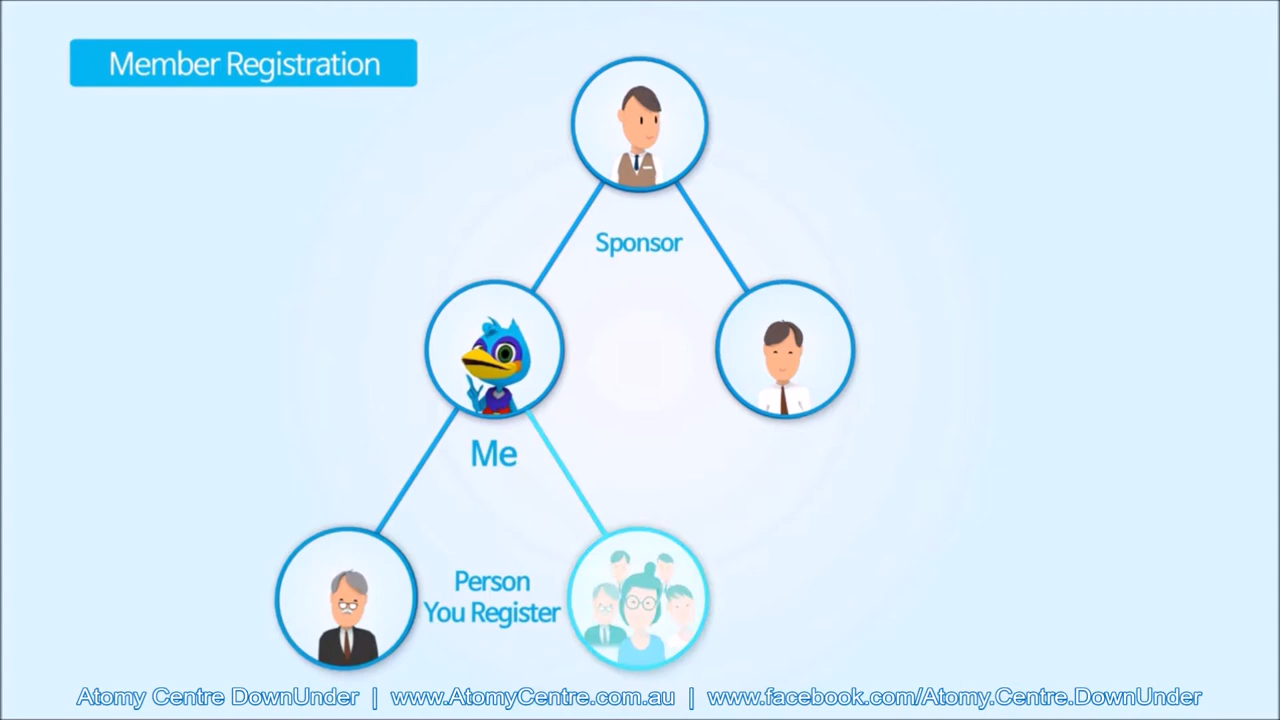 Member Registration
Sponsor
Me
Person
You Register
Atomy Centre DownUnder | www.AtomyCentre.com.au | www.facebook.com/Atomy.Centre.DownUnder